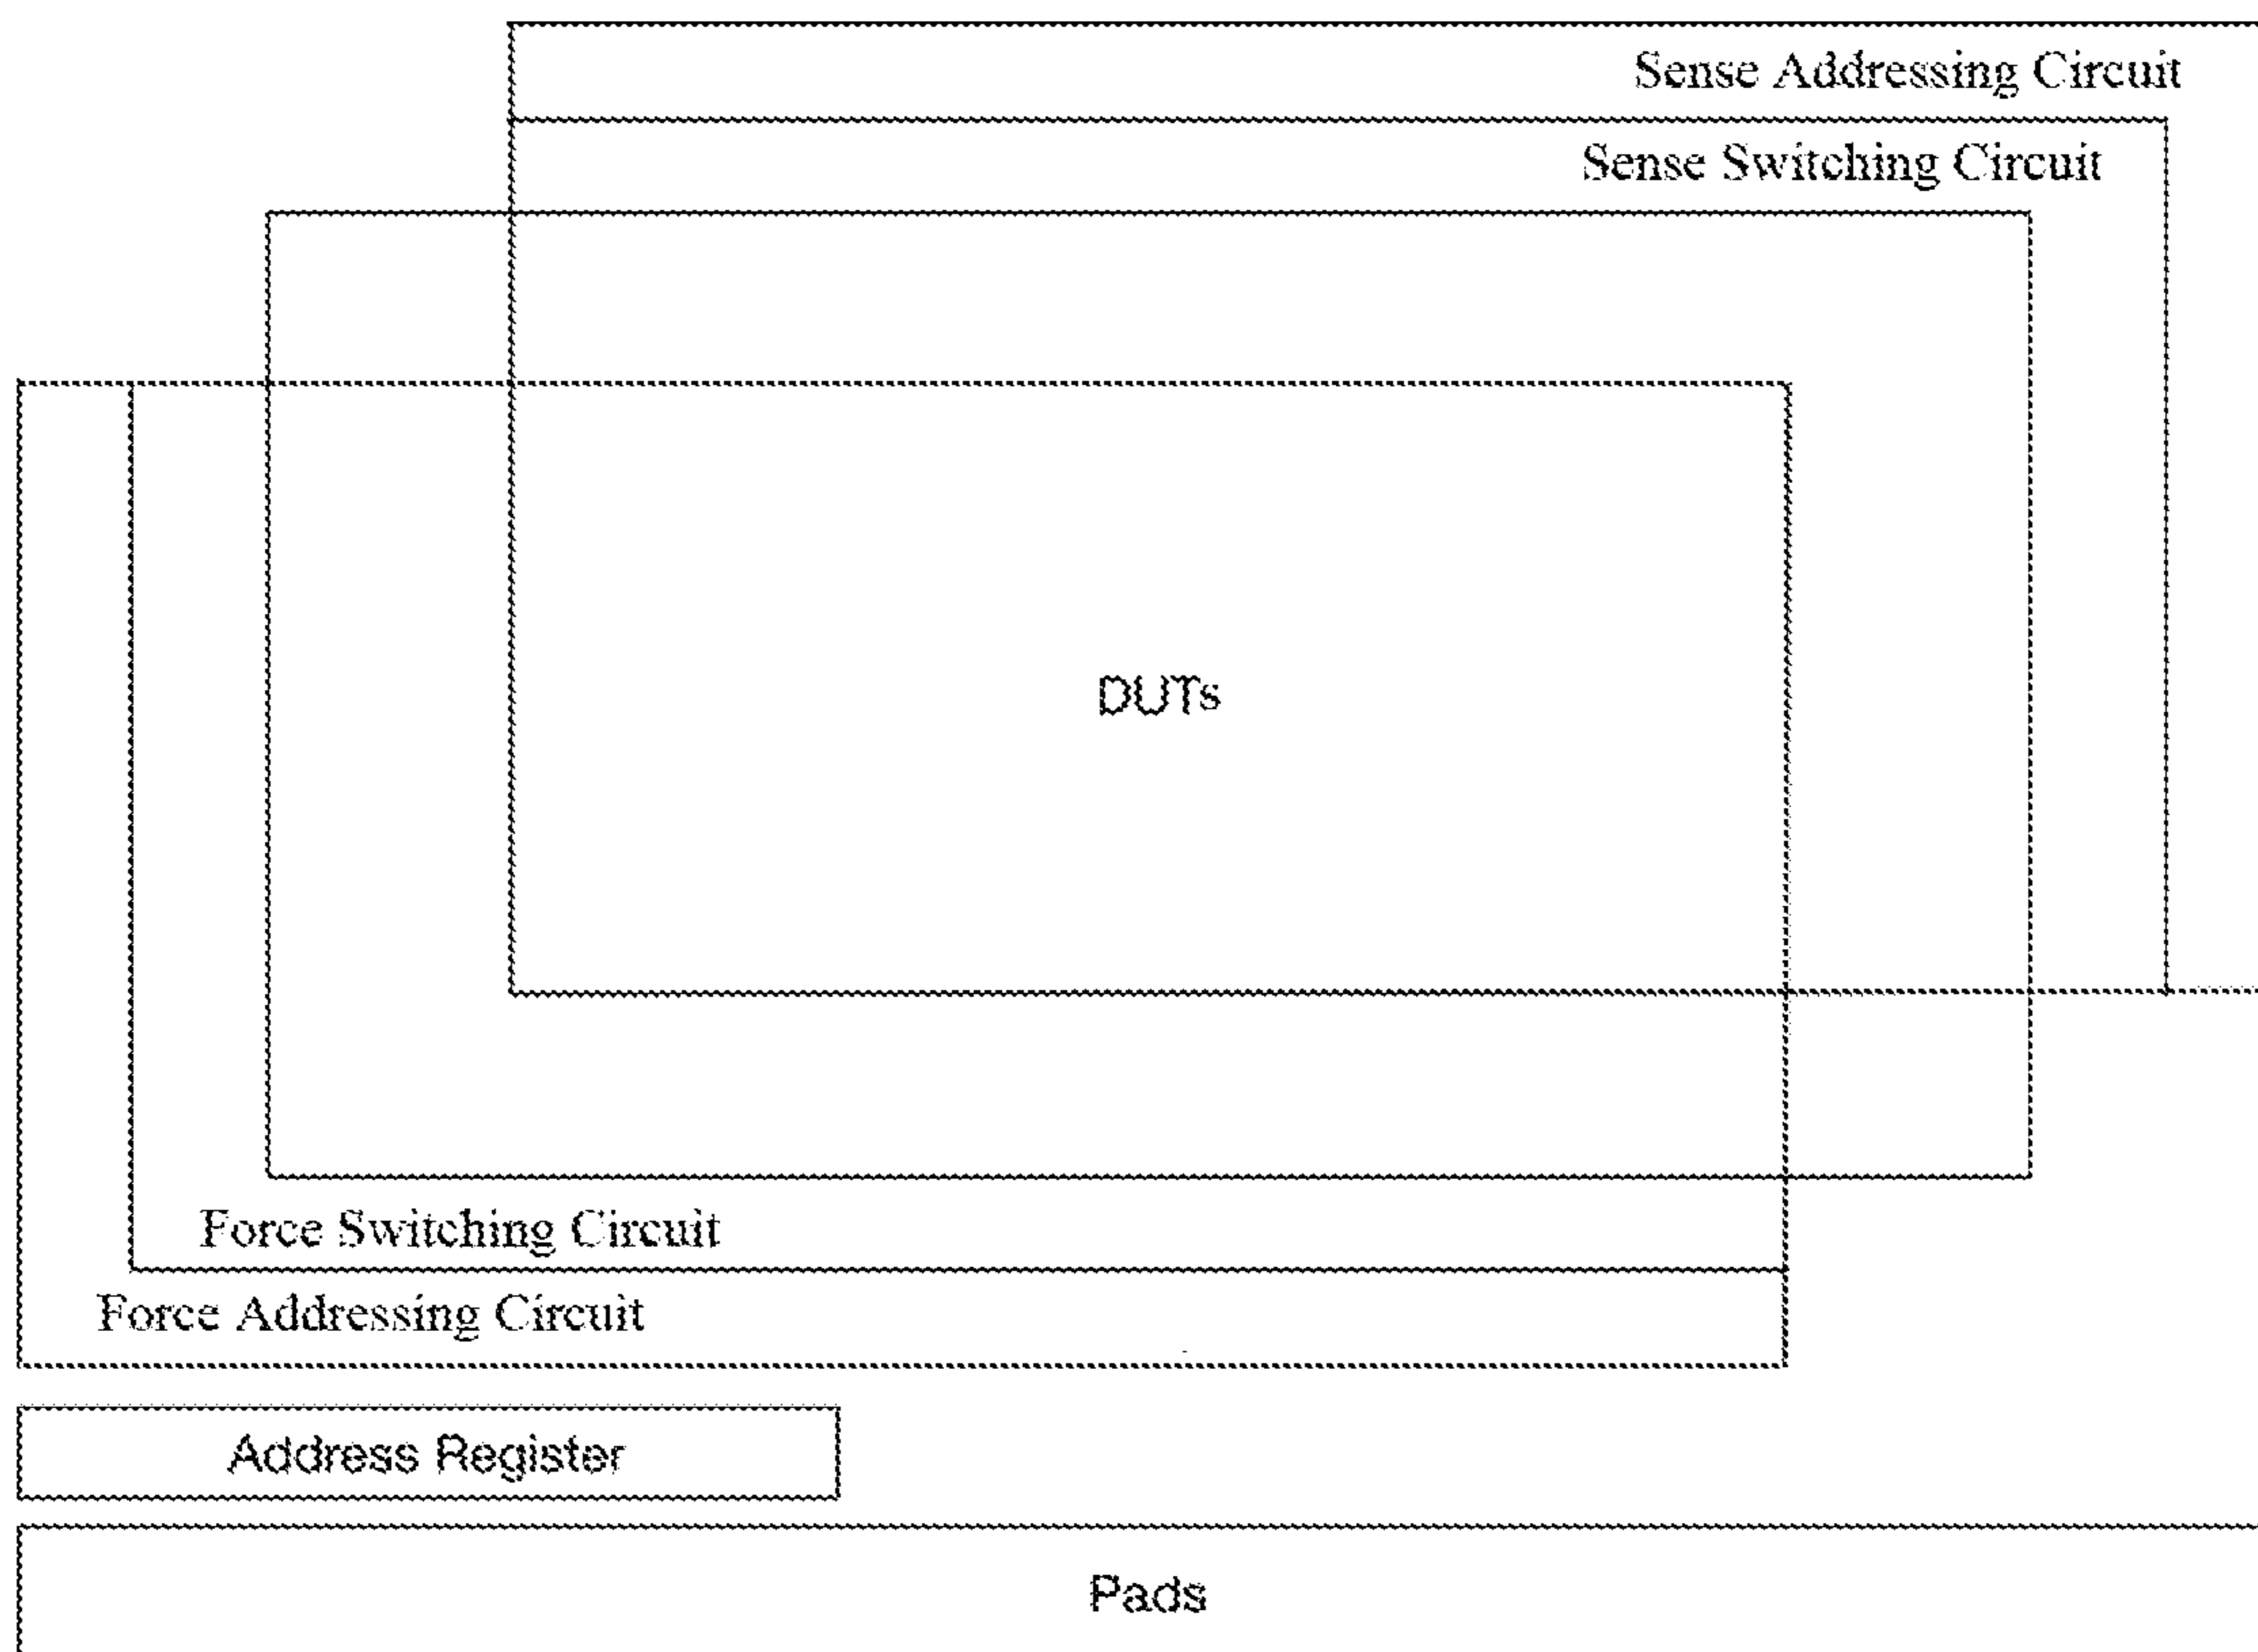 Sense Addressing Circuit
Sense Switching Circuit
DUTs
Force Switching Circuit
Force Addressing Circuit
Address Register
Pads